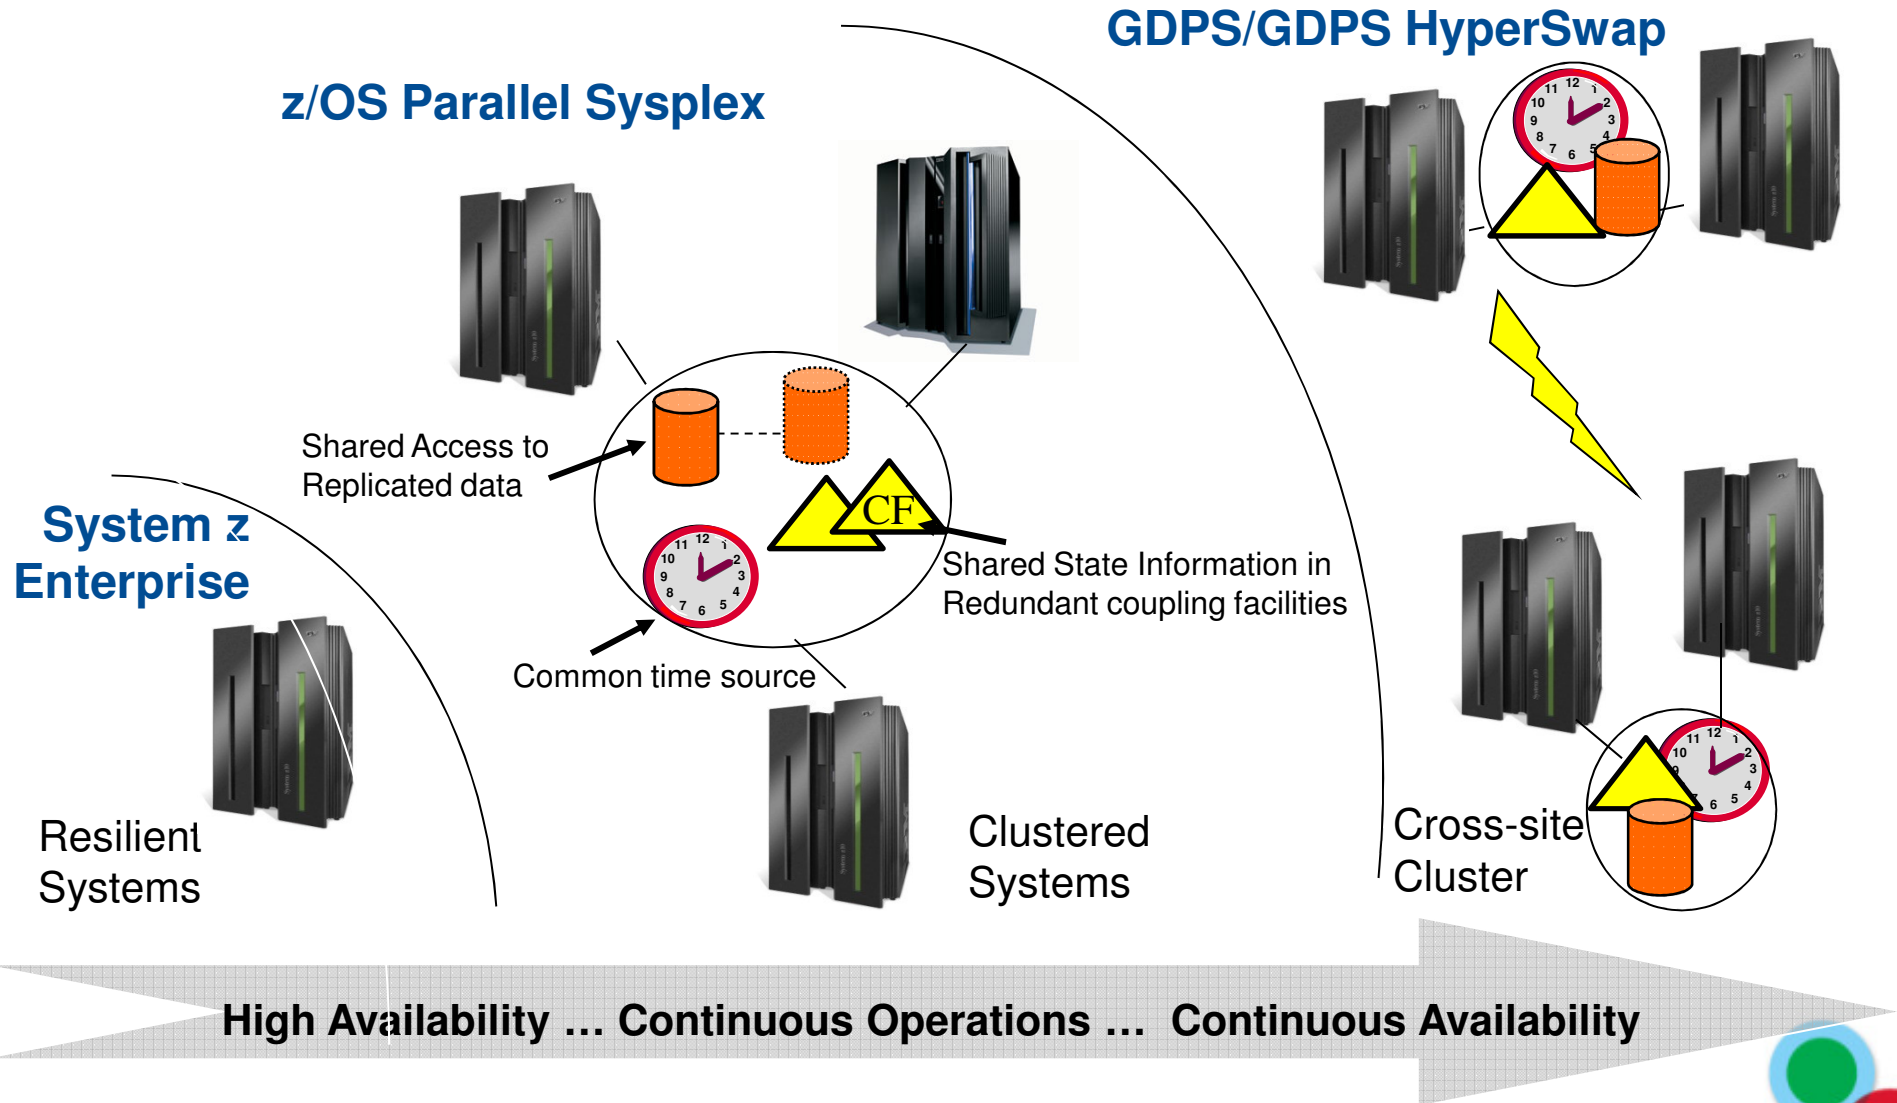 GDPS/GDPS HyperSwap
z/OS Parallel Sysplex
System z
Enterprise
Shared Access to
Replicated data
CF
Shared State Information in
Redundant coupling facilities
Common time source
Resilient
Systems
Clustered
Systems
Cross-site
Cluster
High Availability ... Continuous Operations ... Continuous Availability